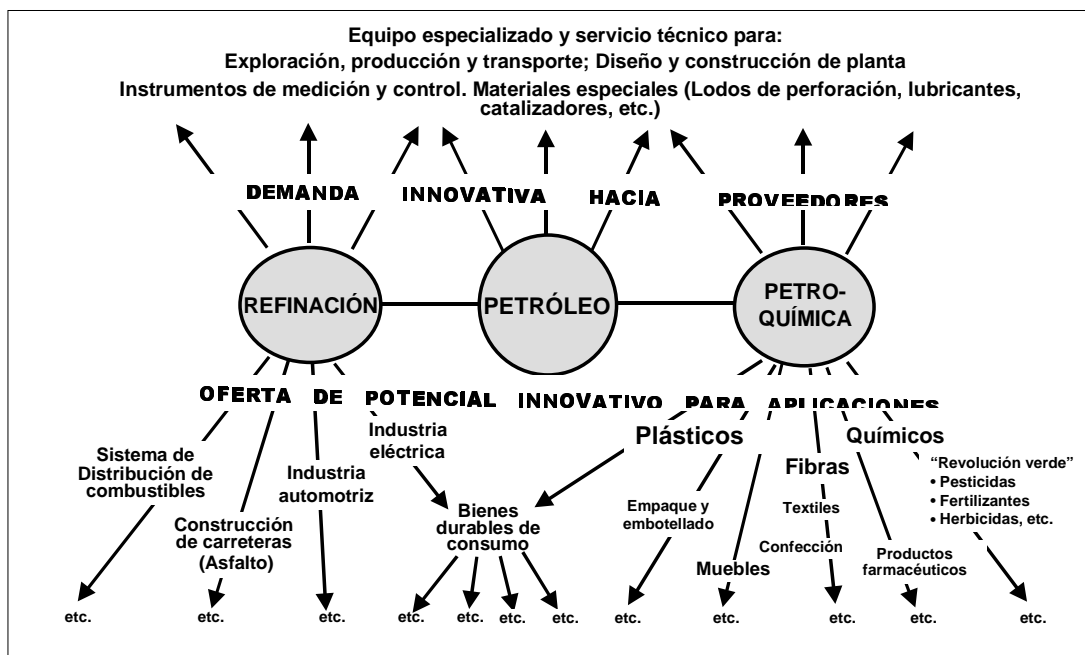 Equipo especializado y servicio técnico para:
Exploración, producción y transporte; Diseño y construcción de planta
Instrumentos de medición y control. Materiales especiales (Lodos de perforación, lubricantes,
catalizadores, etc.)
DEMANDA INNOVATIVA HACIA PROVEEDORES
REFINACIÓN
PETRÓLEO
PETRO-
QUÍMICA
OFERTA DE POTENCIAL INNOVATIVO PARA APLICACIONES
Sistema de
Distribución de
combustibles
Construcción
de carreteras
(Asfalto)
Industria
automotriz
Industria
eléctrica
Bienes
durables de
consumo
Plásticos
Empaque y
embotellado
Muebles
Fibras
Textiles
Confección
Químicos
“Revolución verde”
• Pesticidas
• Fertilizantes
• Herbicidas, etc.
Productos
farmacéuticos
etc. etc. etc. etc. etc. etc. etc. etc. etc. etc. etc. etc.